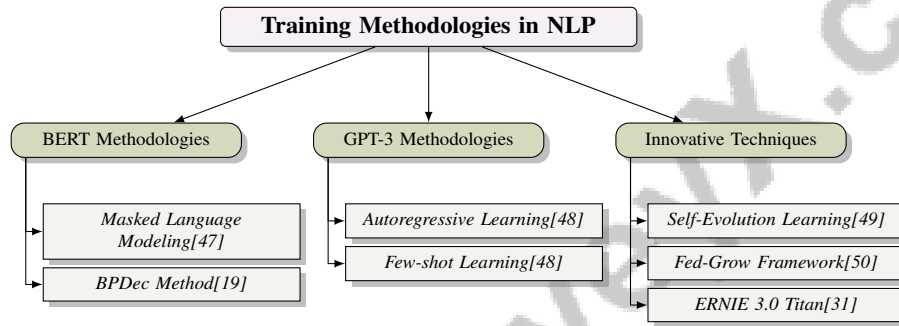 Training Methodologies in NLP
BERT Methodologies
GPT-3 Methodologies
Innovative Techniques
Masked Language
Modeling[47]
BPDec Method[19]
Autoregressive Learning[48]
Few-shot Learning[48]
Self-Evolution Learning[49]
Fed-Grow Framework[50]
ERNIE 3.0 Titan[31]